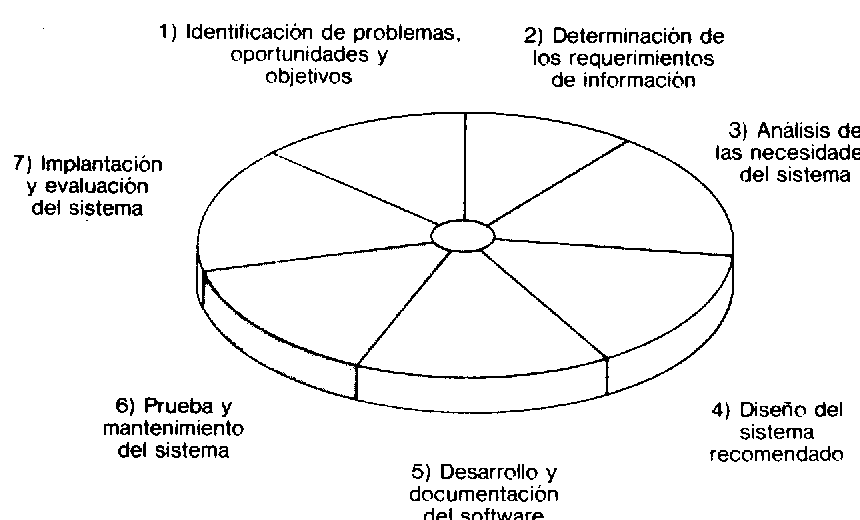 1) Identificación de problemas,
oportunidades y
objetivos
2) Determinación de
los requerimientos
de información
3) Análisis de
las necesidade
del sistema
4) Diseño del
sistema
recomendado
5) Desarrollo y
documentación
del software
6) Prueba y
mantenimiento
del sistema
7) Implantación
y evaluación
del sistema